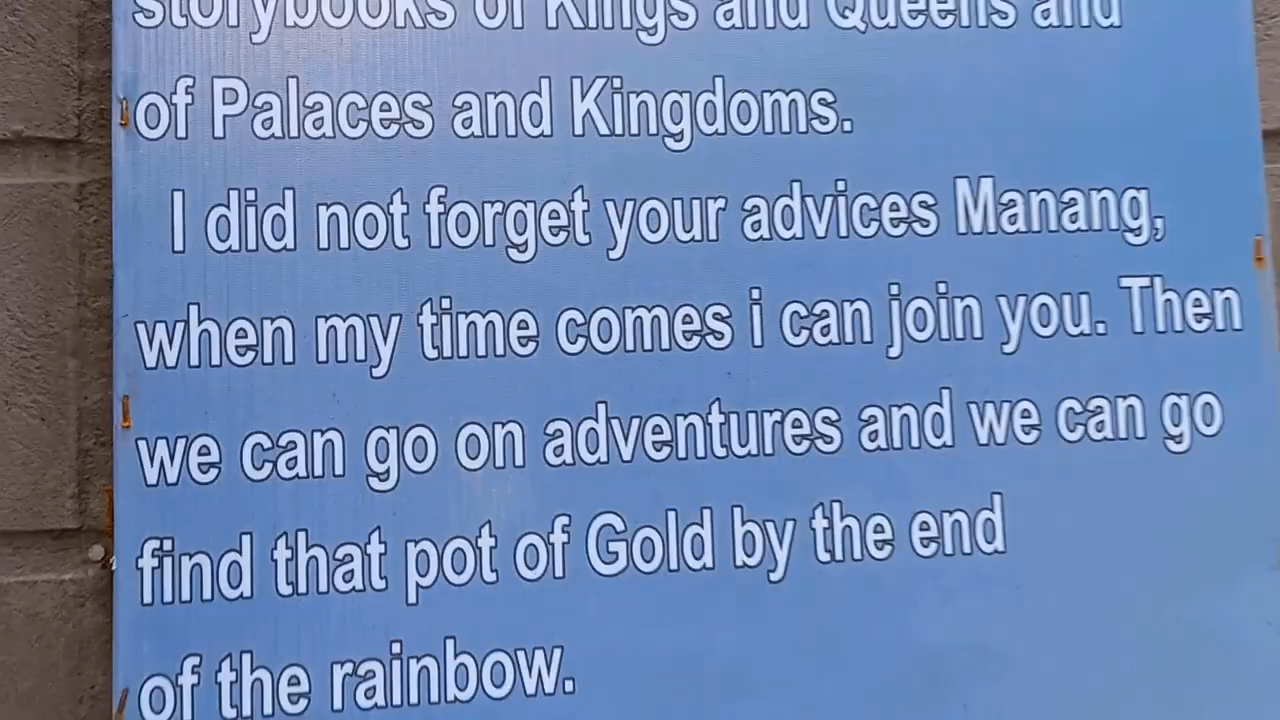 storybooks of Kings and Queens and
of Palaces and Kingdoms.
I did not forget your advices Manang,
when my time comes i can join you. Then
we can go on adventures and we can go
find that pot of Gold by the end
of the rainbow.